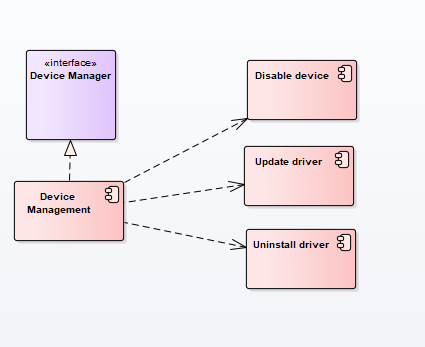 «interface»
Device Manager
Disable device
Update driver
Device
Management
Uninstall driver